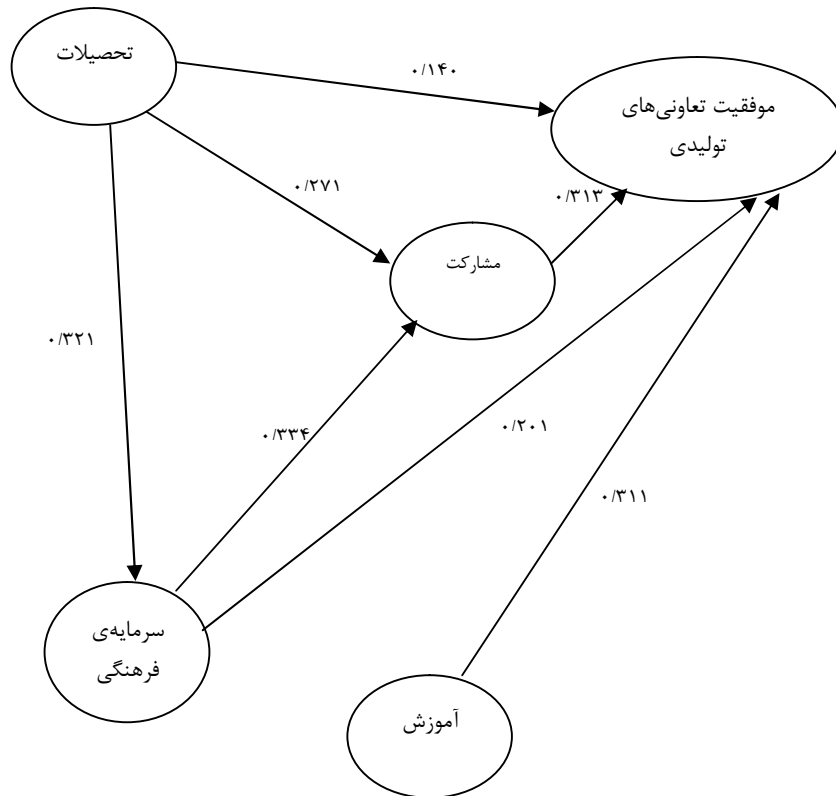 تحصیلات
۰/۱۴۰
موفقیت تعاونی‌های
تولیدی
۰/۲۷۱
۰/۳۱۳
مشارکت
۰/۳۲۱
۰/۳۳۴
۰/۲۰۱
۰/۳۱۱
سرمایه‌ی
فرهنگی
آموزش